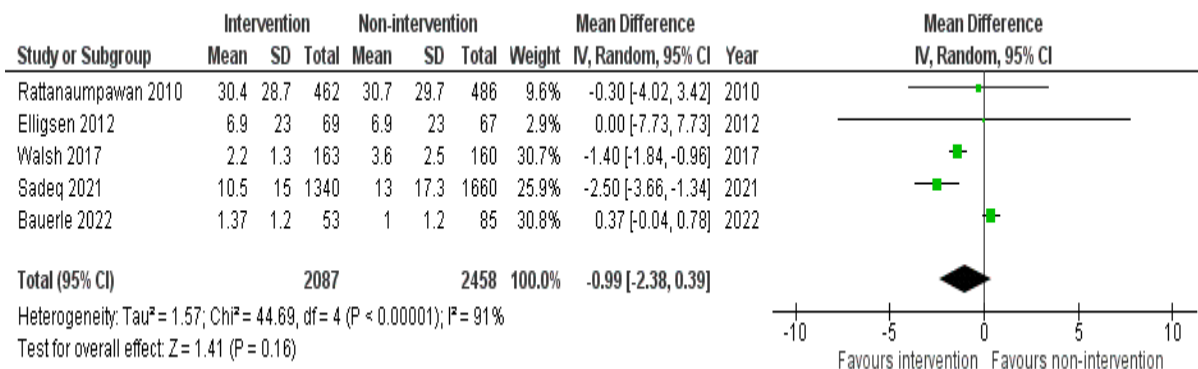 Intervention Non-intervention Mean Difference Mean Difference
Study or Subgroup Mean SD Total Mean SD Total Weight IV, Random, 95% CI Year IV, Random, 95% CI
Rattanaumpawan 2010 30.4 28.7 462 30.7 29.7 486 9.6% -0.30 [-4.02, 3.42] 2010
Elligsen 2012 6.9 23 69 6.9 23 67 2.9% 0.00 [-7.73, 7.73] 2012
Walsh 2017 2.2 1.3 163 3.6 2.5 160 30.7% -1.40 [-1.84, -0.96] 2017
Sadeq 2021 10.5 15 1340 13 17.3 1660 25.9% -2.50 [-3.66, -1.34] 2021
Bauerle 2022 1.37 1.2 53 1 1.2 85 30.8% 0.37 [-0.04, 0.78] 2022
Total (95% CI) 2087 2458 100.0% -0.99 [-2.38, 0.39]
Heterogeneity: Tau² = 1.57; Chi² = 44.69, df = 4 (P < 0.00001); I² = 91%
Test for overall effect: Z = 1.41 (P = 0.16)
-10 -5 0 5 10
Favours intervention Favours non-intervention